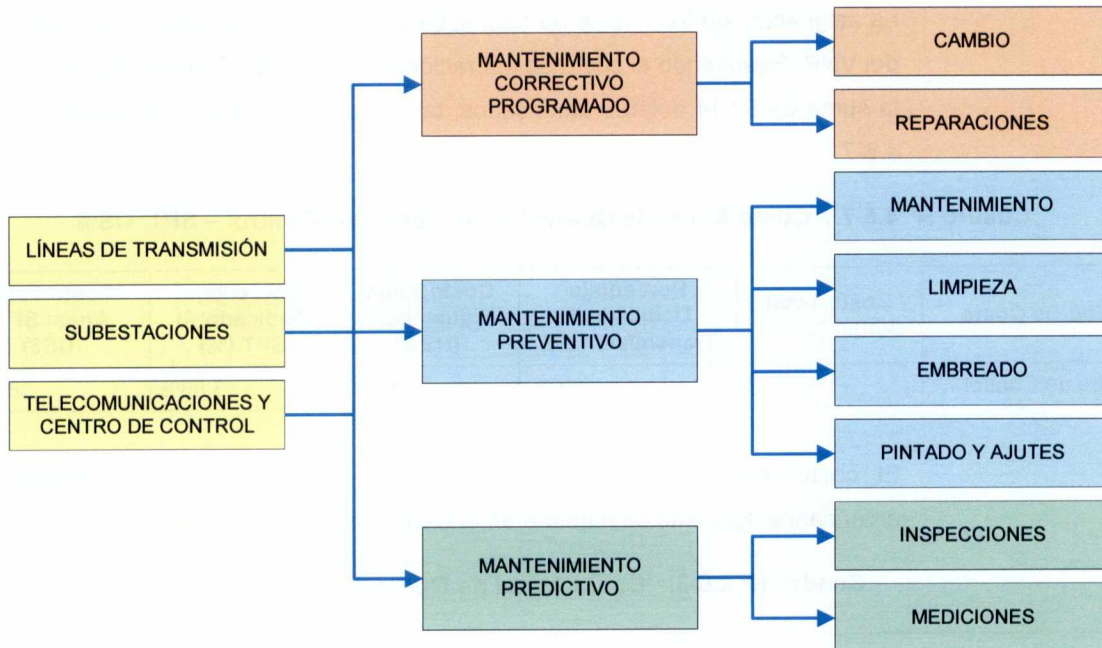 LÍNEAS DE TRANSMISIÓN
SUBESTACIONES
TELECOMUNICACIONES Y
CENTRO DE CONTROL
MANTENIMIENTO
CORRECTIVO
PROGRAMADO
MANTENIMIENTO
PREVENTIVO
MANTENIMIENTO
PREDICTIVO
CAMBIO
REPARACIONES
MANTENIMIENTO
LIMPIEZA
EMBREADO
PINTADO Y AJUTES
INSPECCIONES
MEDICIONES